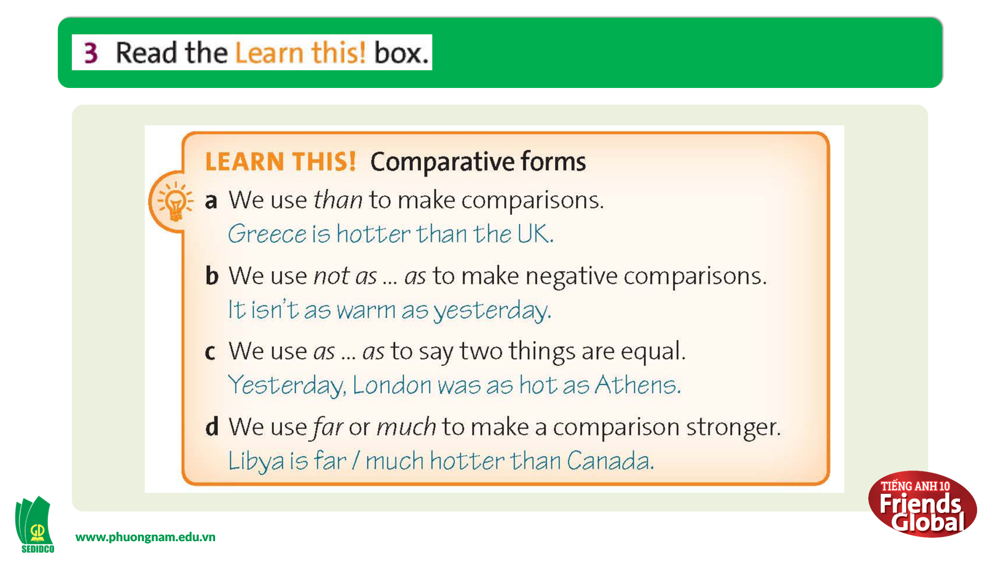 3 Read the Learn this! box.
LEARN THIS! Comparative forms
a We use than to make comparisons.
Greece is hotter than the UK.
b We use not as ... as to make negative comparisons.
It isn't as warm as yesterday.
c We use as ... as to say two things are equal.
Yesterday, London was as hot as Athens.
d We use far or much to make a comparison stronger.
Libya is far / much hotter than Canada.
TIẾNG ANH 10
Friends
Global
GD
SEDIDCO
www.phuongnam.edu.vn